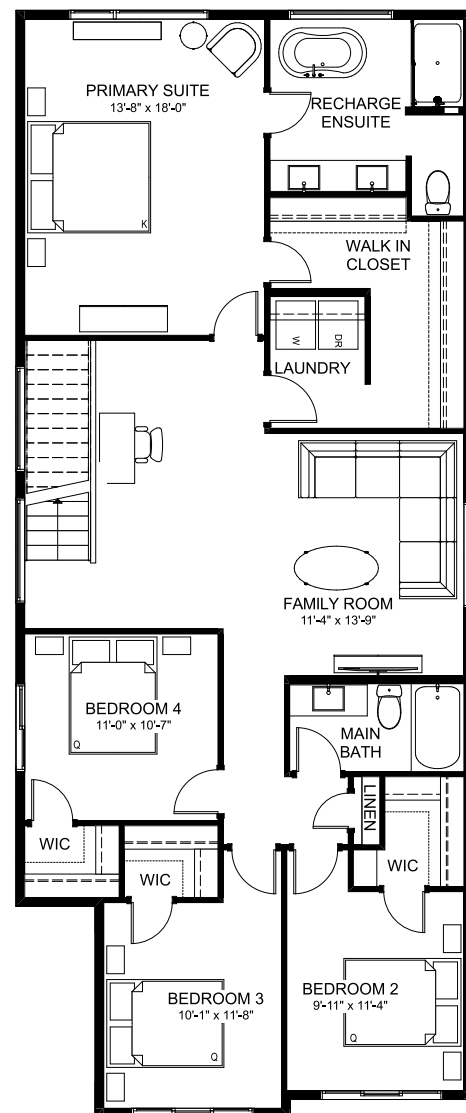 PRIMARY SUITE
13'-8" x 18'-0"
RECHARGE
ENSUITE
K
WALK IN
CLOSET
W
DR
LAUNDRY
FAMILY ROOM
11'-4" x 13'-9"
BEDROOM 4
11'-0" x 10'-7"
Q
MAIN
BATH
LINEN
WIC
WIC
WIC
BEDROOM 3
10'-1" x 11'-8"
Q
BEDROOM 2
9'-11" x 11'-4"
Q